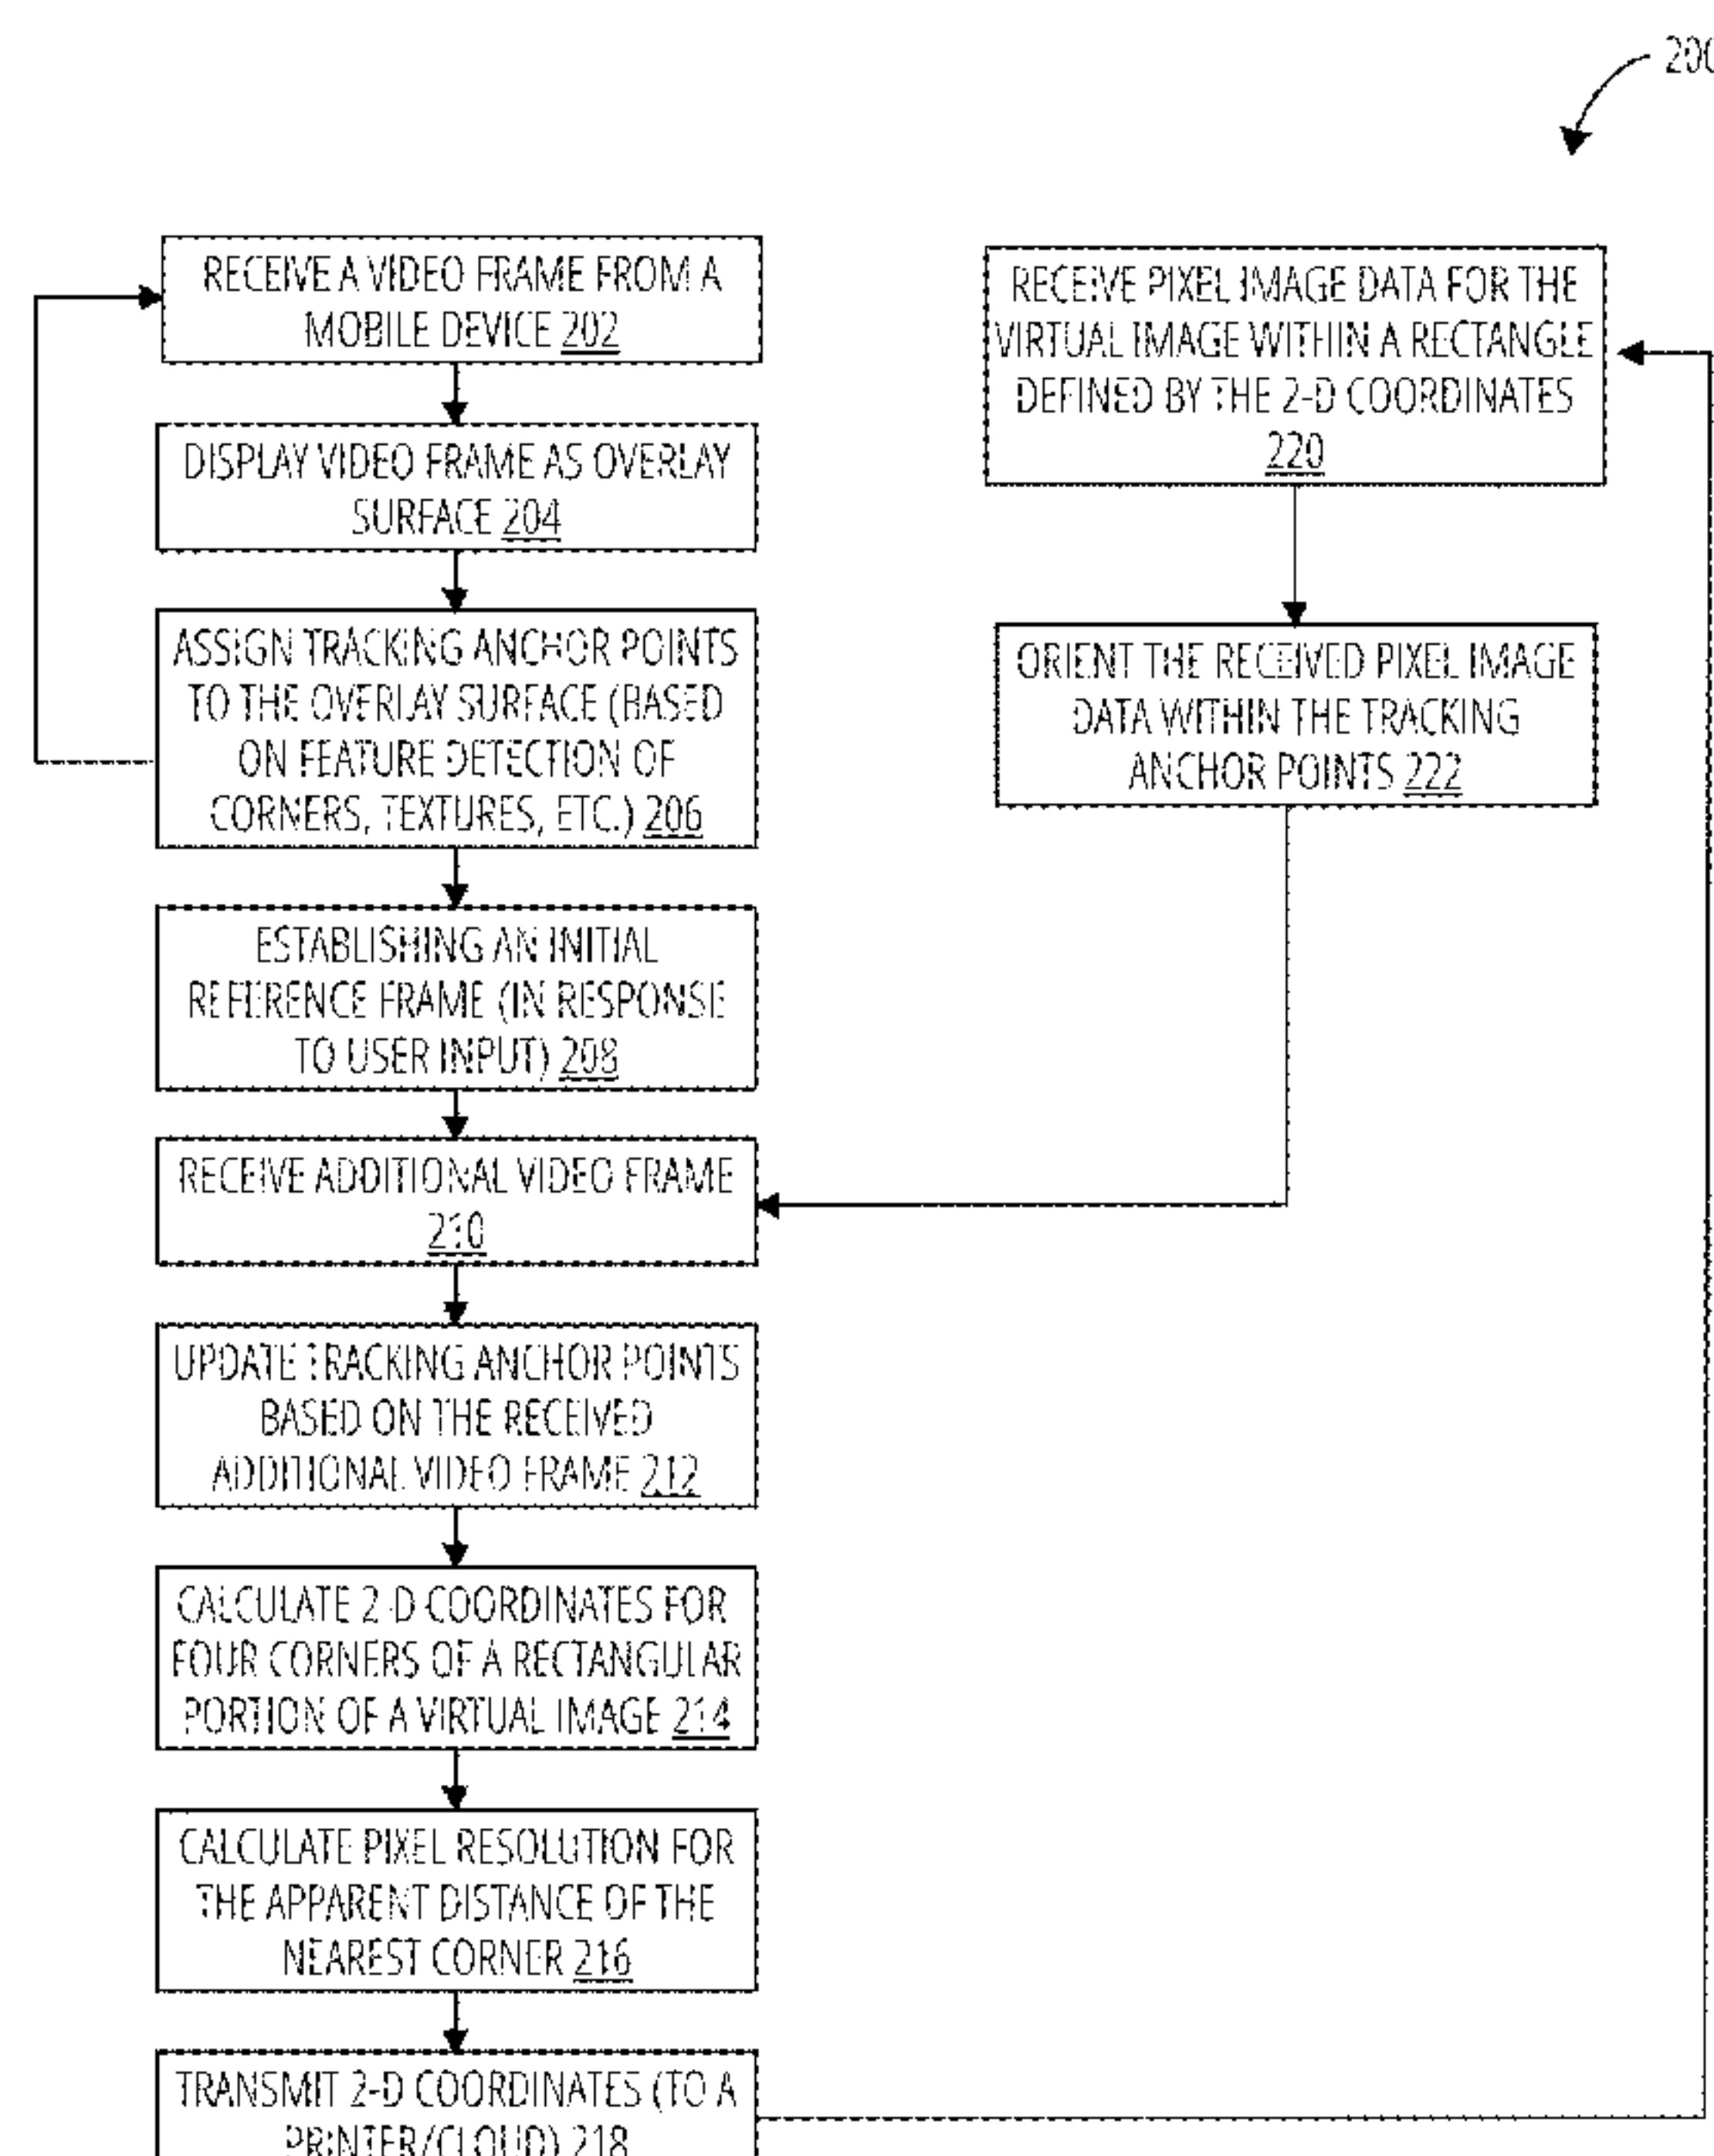 200
RECEIVE A VIDEO FRAME FROM A
MOBILE DEVICE 202
DISPLAY VIDEO FRAME AS OVERLAY
SURFACE 204
ASSIGN TRACKING ANCHOR POINTS
TO THE OVERLAY SURFACE (BASED
ON FEATURE DETECTION OF
CORNERS, TEXTURES, ETC.) 206
ESTABLISHING AN INITIAL
REFERENCE FRAME (IN RESPONSE
TO USER INPUT) 208
RECEIVE ADDITIONAL VIDEO FRAME
210
UPDATE TRACKING ANCHOR POINTS
BASED ON THE RECEIVED
ADDITIONAL VIDEO FRAME 212
CALCULATE 2-D COORDINATES FOR
FOUR CORNERS OF A RECTANGULAR
PORTION OF A VIRTUAL IMAGE 214
CALCULATE PIXEL RESOLUTION FOR
THE APPARENT DISTANCE OF THE
NEAREST CORNER 216
TRANSMIT 2-D COORDINATES (TO A
PRINTER/CLOUD) 218
RECEIVE PIXEL IMAGE DATA FOR THE
VIRTUAL IMAGE WITHIN A RECTANGLE
DEFINED BY THE 2-D COORDINATES
220
ORIENT THE RECEIVED PIXEL IMAGE
DATA WITHIN THE TRACKING
ANCHOR POINTS 222